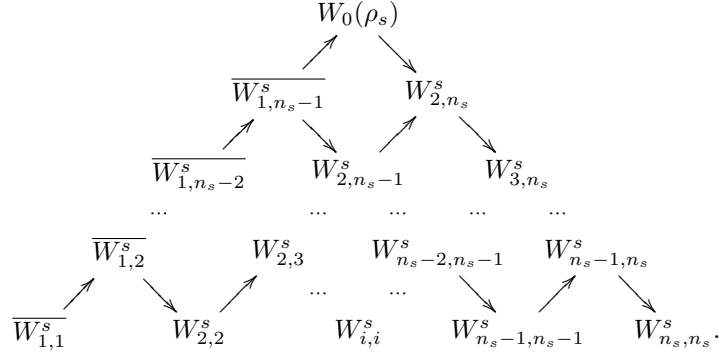 $W_0(\rho_s)$
$\overline{W^s_{1,n_s-1}}$ $W^s_{2,n_s}$
$\overline{W^s_{1,n_s-2}}$ $W^s_{2,n_s-1}$ $W^s_{3,n_s}$
... ... ... ... ...
$\overline{W^s_{1,2}}$ $W^s_{2,3}$ $W^s_{n_s-2,n_s-1}$ $W^s_{n_s-1,n_s}$
... ...
$\overline{W^s_{1,1}}$ $W^s_{2,2}$ $W^s_{i,i}$ $W^s_{n_s-1,n_s-1}$ $W^s_{n_s,n_s}$.